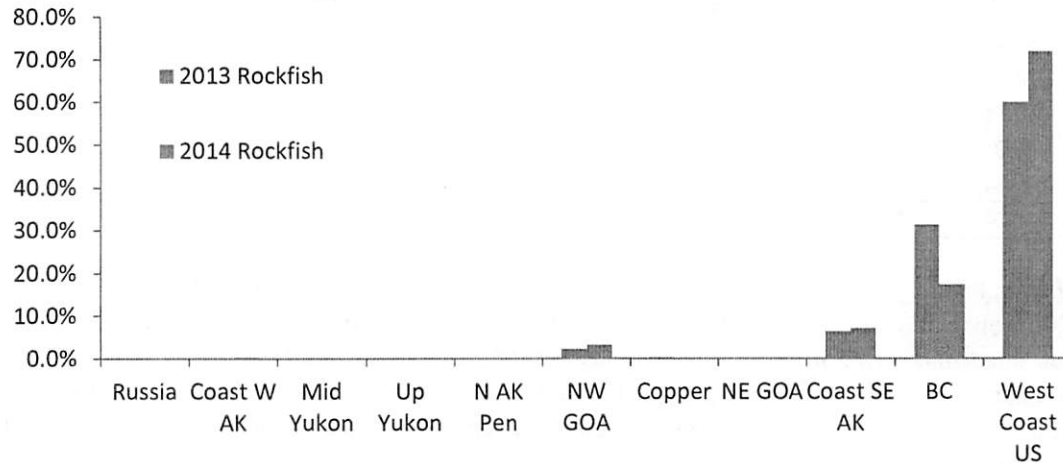 80.0%
70.0%
60.0%
50.0%
40.0%
30.0%
20.0%
10.0%
0.0%
2013 Rockfish
2014 Rockfish
Russia
Coast W
AK
Mid
Yukon
Up
Yukon
N AK
Pen
NW
GOA
Copper
NE GOA
Coast SE
AK
BC
West
Coast
US